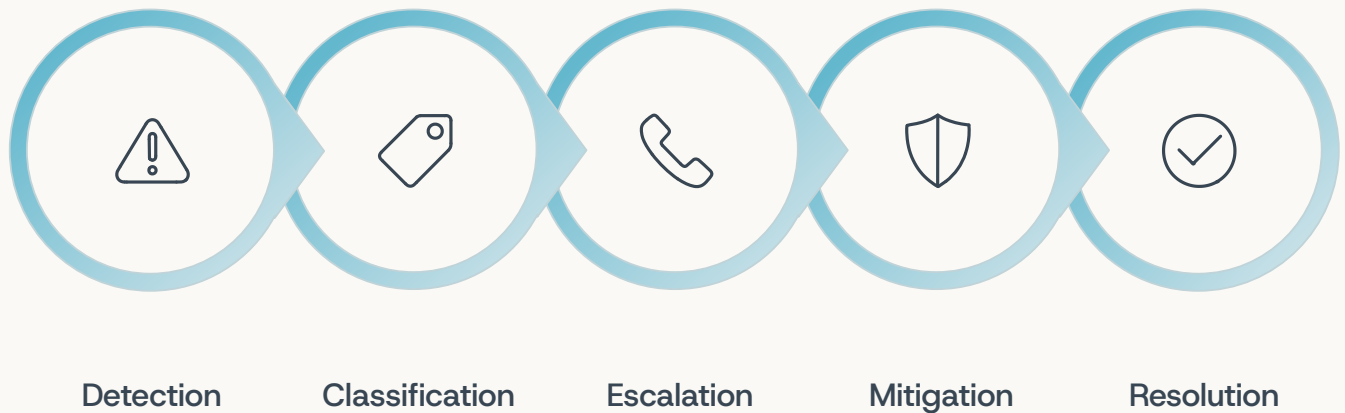 Detection
Classification
Escalation
Mitigation
Resolution